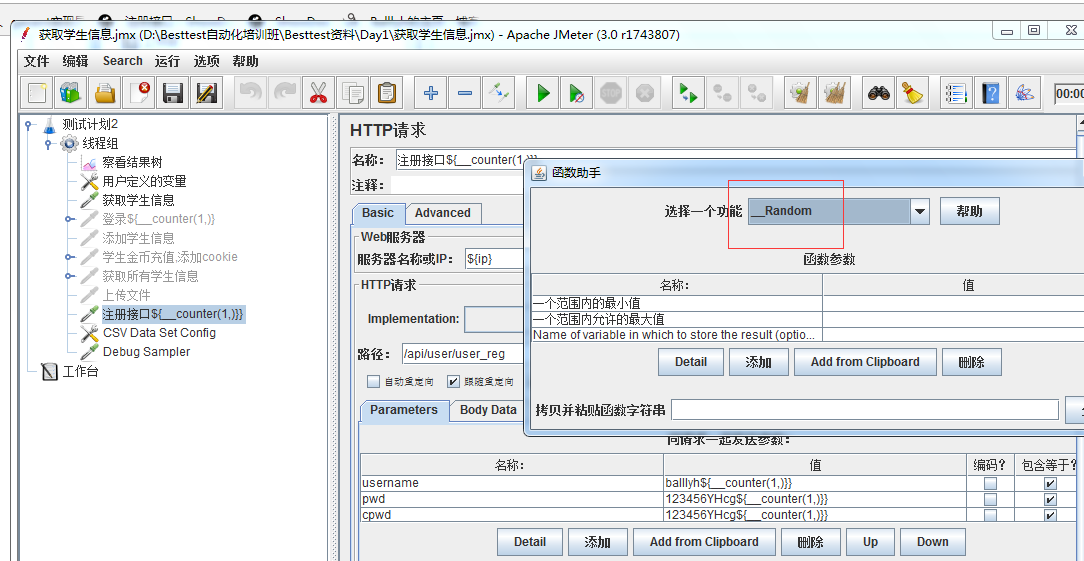 获取学生信息.jmx (D:\Besttest自动化培训班\Besttest资料\Day1\获取学生信息.jmx) - Apache JMeter (3.0 r1743807)
文件 编辑 Search 运行 选项 帮助
00:00
测试计划2
线程组
察看结果树
用户定义的变量
获取学生信息
登录${__counter(1,)}
添加学生信息
学生金币充值,添加cookie
获取所有学生信息
上传文件
注册接口${__counter(1,)}}
CSV Data Set Config
Debug Sampler
工作台
HTTP请求
名称: 注册接口${__counter(1,)}}
注释:
Basic Advanced
Web服务器
服务器名称或IP: ${ip}
HTTP请求
Implementation:
路径: /api/user/user_reg
自动重定向 跟随重定向
Parameters Body Data
函数助手
选择一个功能 __Random 帮助
函数参数
名称: 值
一个范围内的最小值
一个范围内允许的最大值
Name of variable in which to store the result (optio...
Detail 添加 Add from Clipboard 删除
拷贝并粘贴函数字符串
同请求一起发送参数:
名称: 值 编码? 包含等于?
username balllyh${__counter(1,)}}
pwd 123456YHcg${__counter(1,)}}
cpwd 123456YHcg${__counter(1,)}}
Detail 添加 Add from Clipboard 删除 Up Down